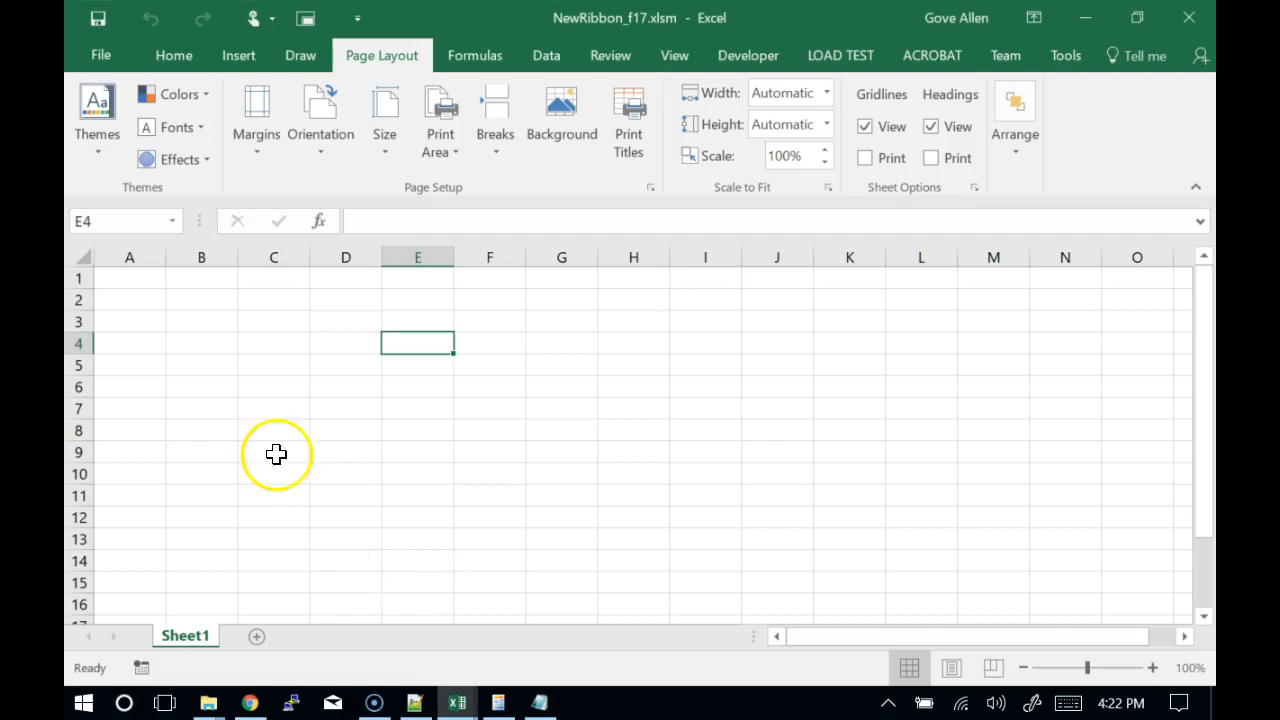 NewRibbon_f17.xlsm - Excel
Gove Allen
File Home Insert Draw Page Layout Formulas Data Review View Developer LOAD TEST ACROBAT Team Tools Tell me
Aa
Themes
Colors
A Fonts
Effects
Themes
Margins Orientation Size Print Area Breaks Background Print Titles
Page Setup
Width: Automatic
Height: Automatic
Scale: 100%
Scale to Fit
Gridlines Headings
View View
Print Print
Sheet Options
Arrange
E4 fx
A B C D E F G H I J K L M N O
1
2
3
4
5
6
7
8
9
10
11
12
13
14
15
16
Sheet1
Ready 100%
4:22 PM